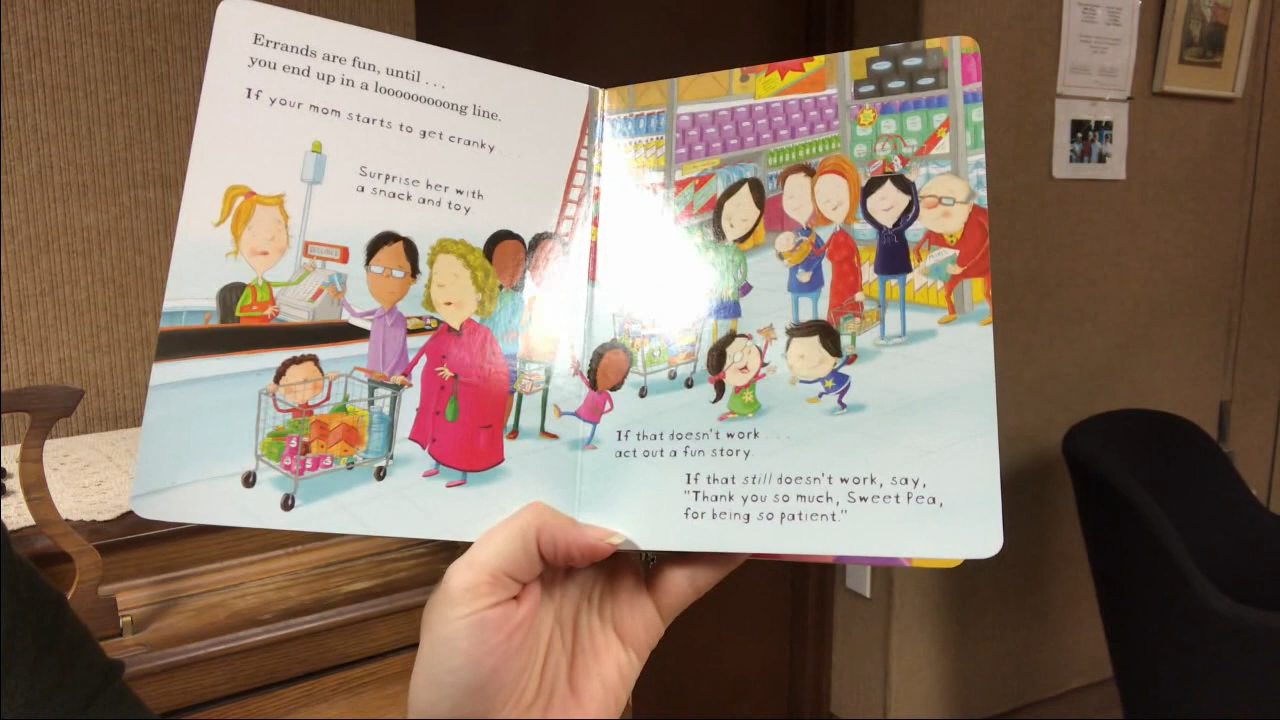 Errands are fun, until . . .
you end up in a looooooooong line.
If your mom starts to get cranky . . .
Surprise her with
a snack and toy
DECLINED
If that doesn't work . . .
act out a fun story.
If that still doesn't work, say,
"Thank you so much, Sweet Pea,
for being so patient."